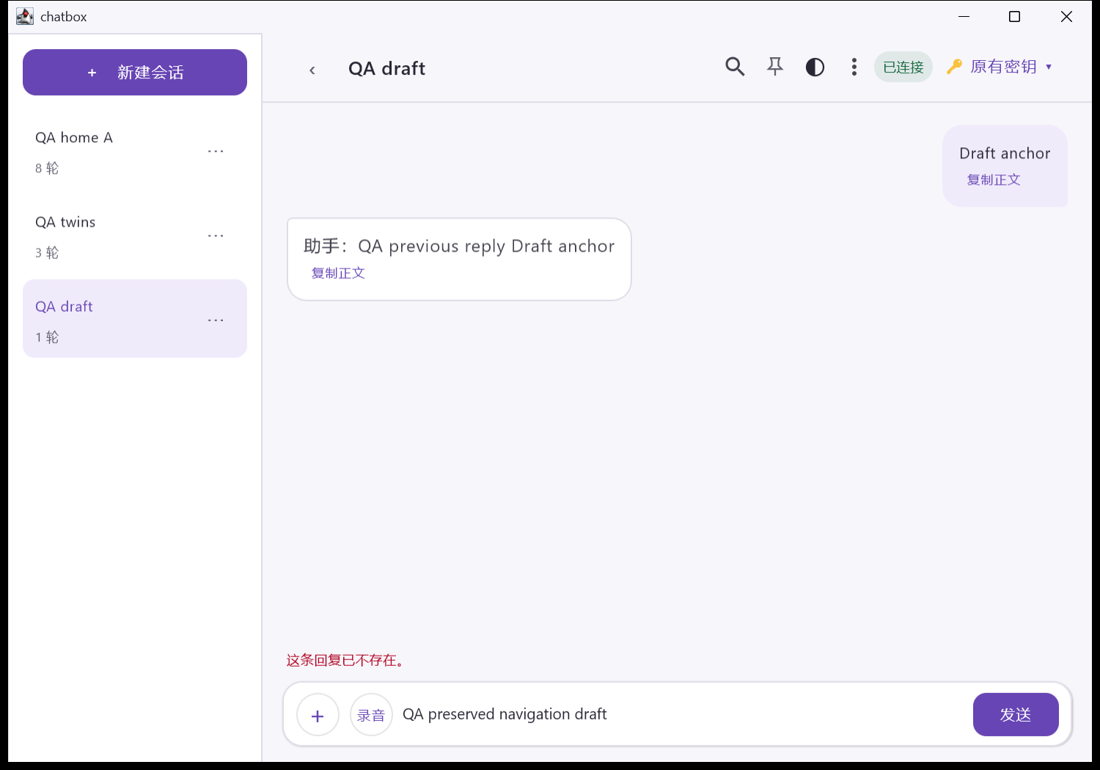 chatbox
+ 新建会话
QA home A
8 轮
QA twins
3 轮
QA draft
1 轮
QA draft
已连接
原有密钥
Draft anchor
复制正文
助手：QA previous reply Draft anchor
复制正文
这条回复已不存在。
+ 录音 QA preserved navigation draft 发送